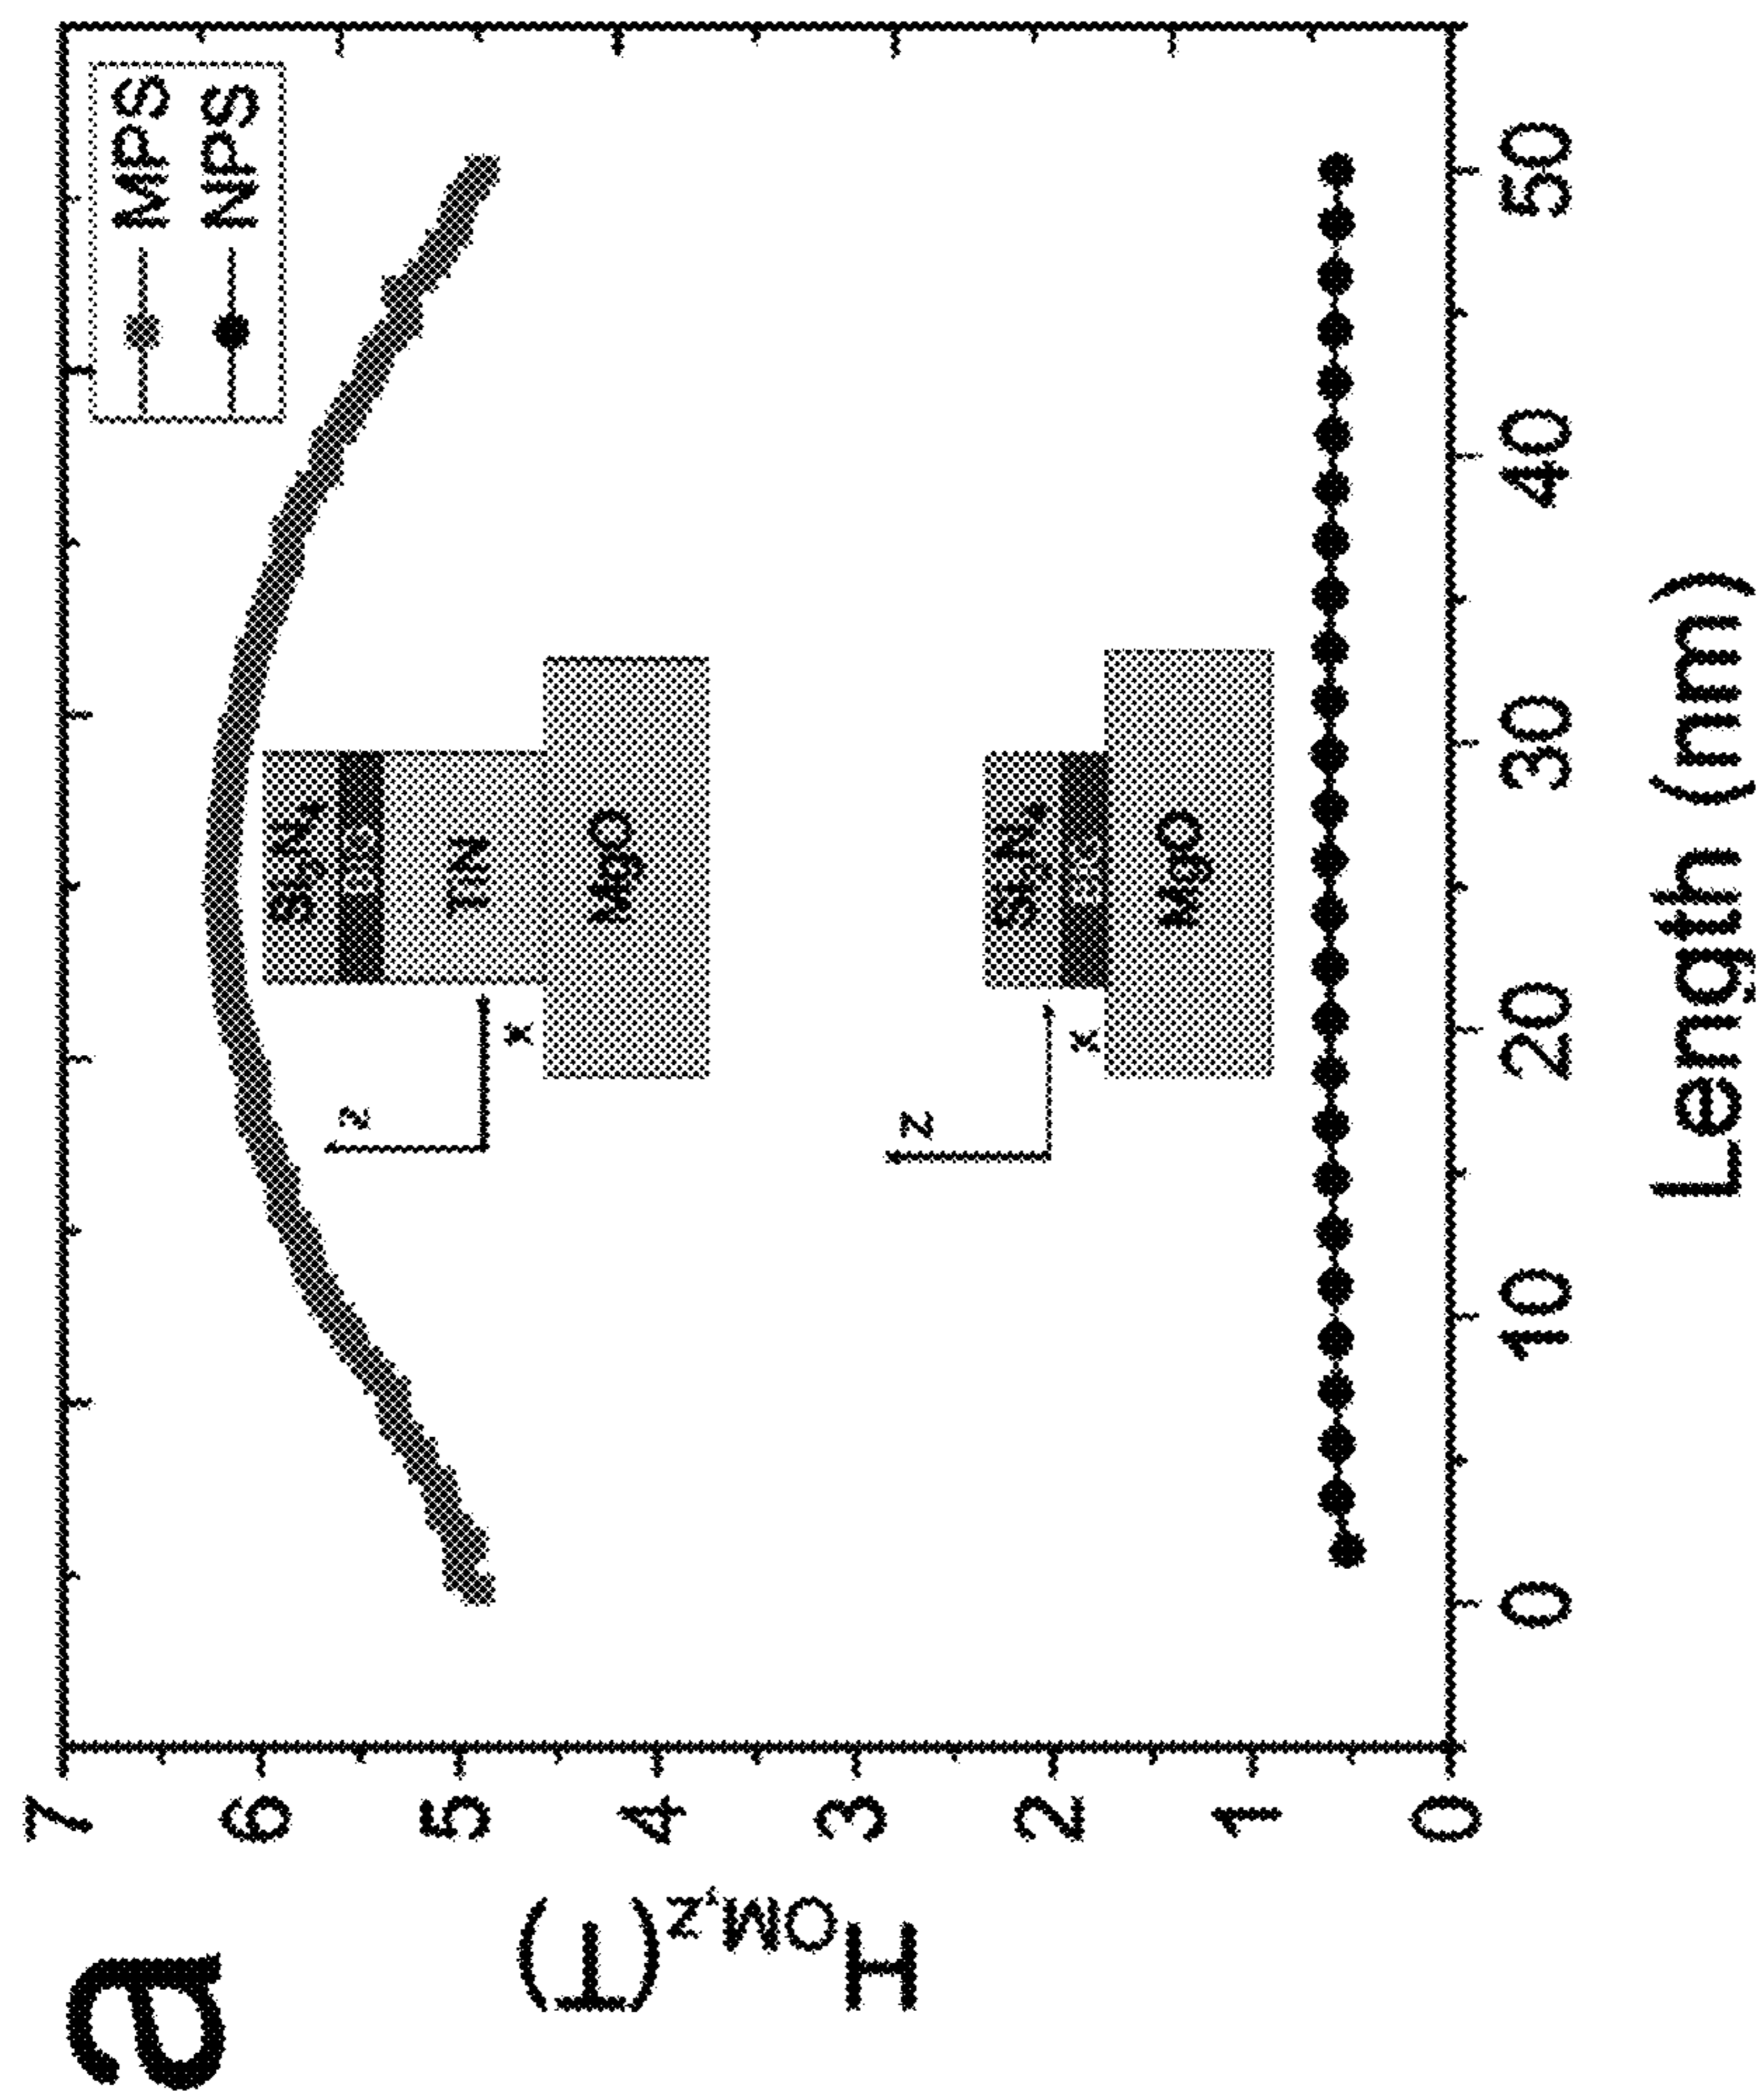 a
MPS
NPS
H_OM,z (T)
7
6
5
4
3
2
1
0
Si₃N₄
TiN
MgO
z
x
Si₃N₄
MgO
z
x
0 10 20 30 40 50
Length (nm)